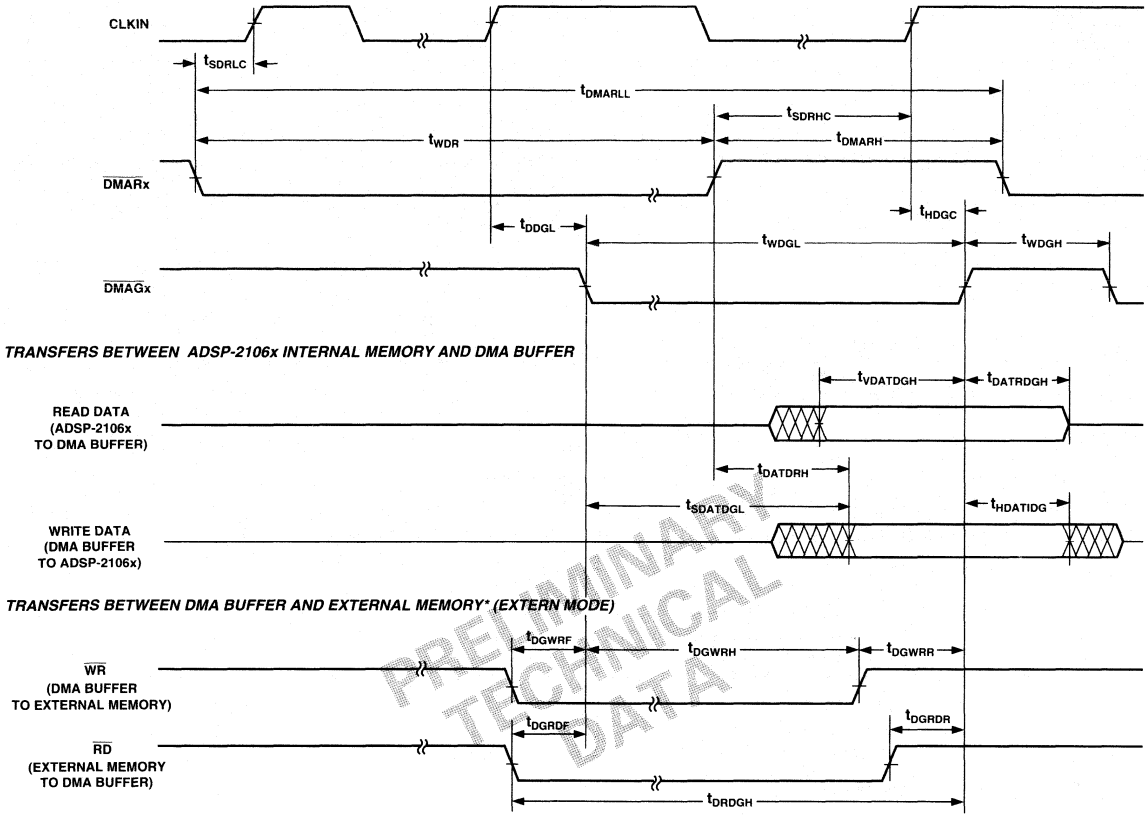 CLKIN
tSDRLC
tDMARLL
tSDRHC
tWDR
tDMARH
DMARx
tHDGC
tDDGL
tWDGL
tWDGH
DMAGx
TRANSFERS BETWEEN ADSP-2106x INTERNAL MEMORY AND DMA BUFFER
tVDATDGH
tDATRDGH
READ DATA
(ADSP-2106x
TO DMA BUFFER)
tDATDRH
tSDATDGL
tHDATIDG
WRITE DATA
(DMA BUFFER
TO ADSP-2106x)
TRANSFERS BETWEEN DMA BUFFER AND EXTERNAL MEMORY* (EXTERN MODE)
PRELIMINARY
TECHNICAL
DATA
tDGWRF
tDGWRH
tDGWRR
WR
(DMA BUFFER
TO EXTERNAL MEMORY)
tDGRDF
tDGRDR
RD
(EXTERNAL MEMORY
TO DMA BUFFER)
tDRDGH